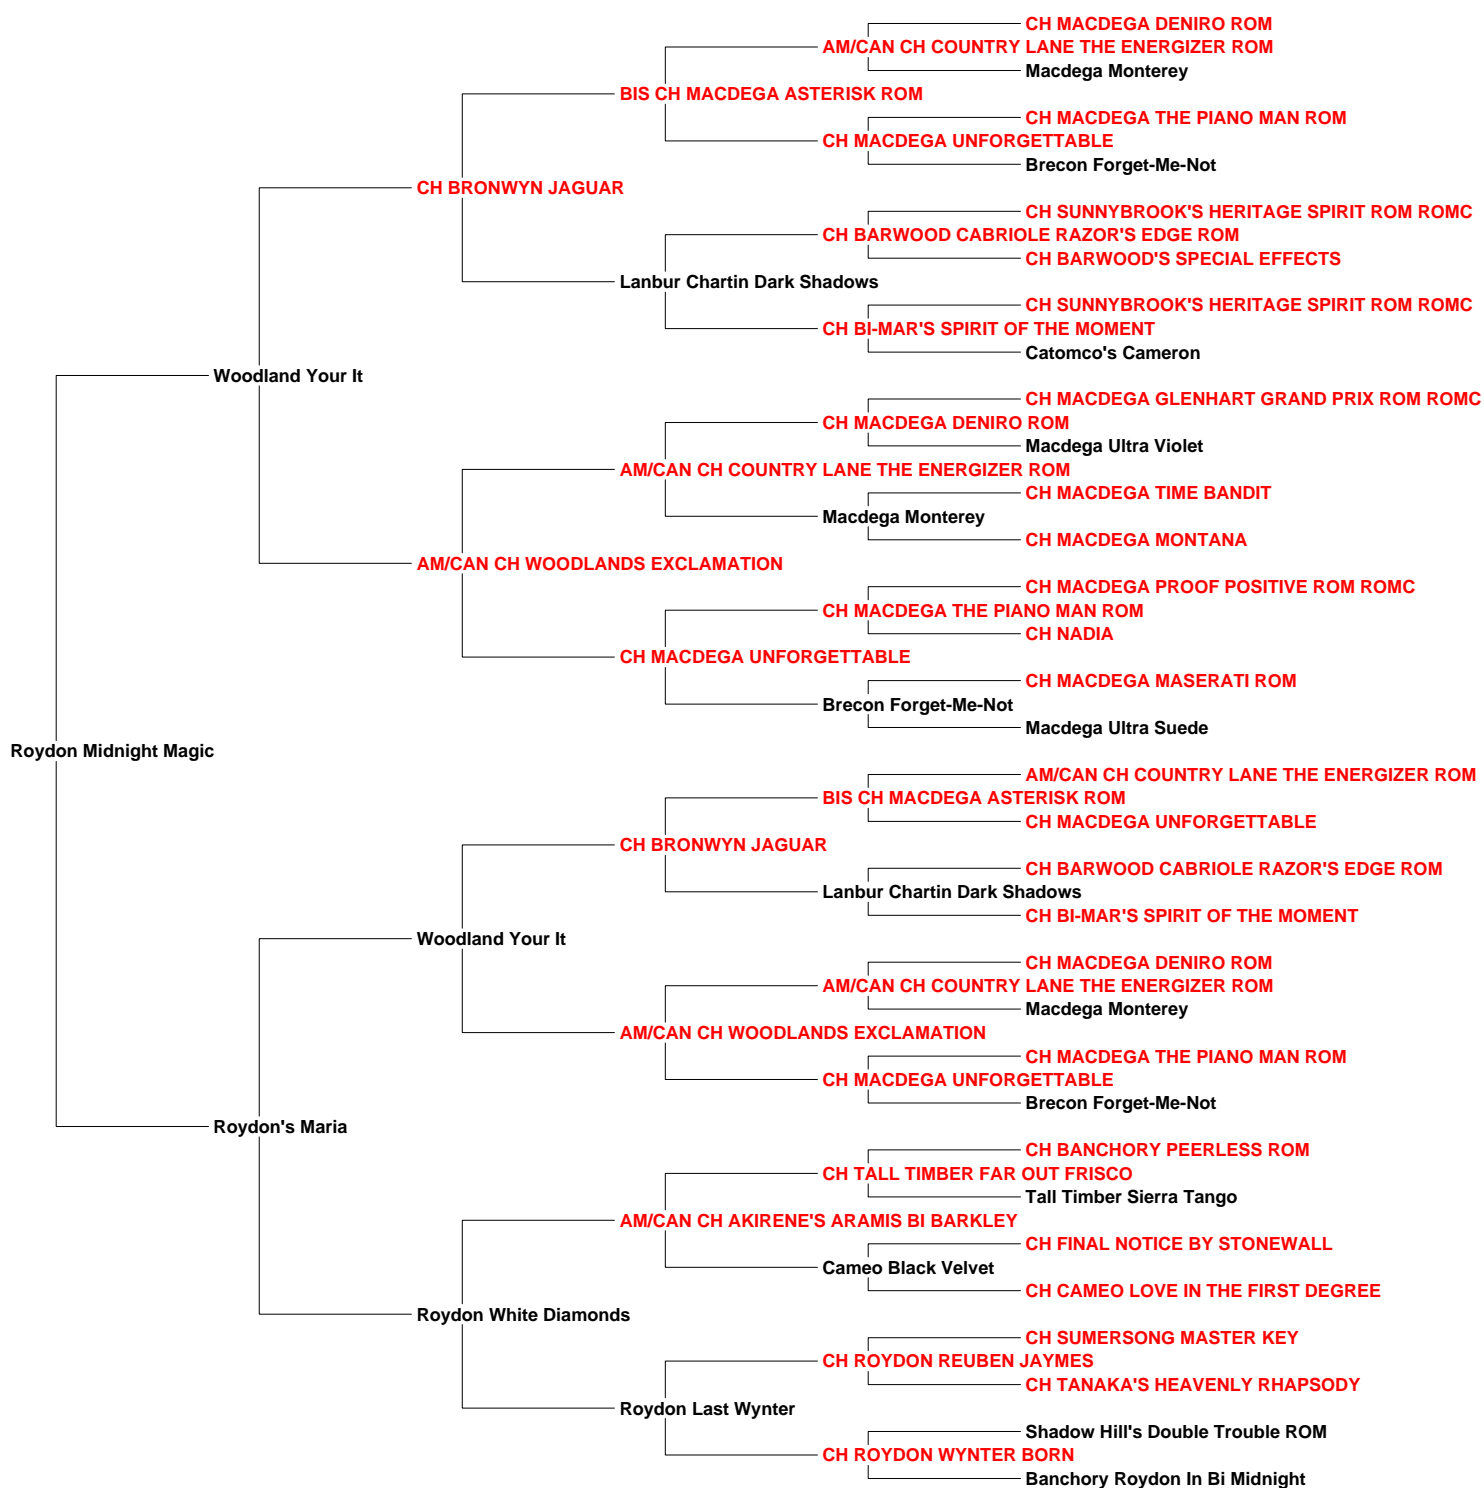 CH MACDEGA DENIRO ROM
AM/CAN CH COUNTRY LANE THE ENERGIZER ROM
Macdega Monterey
BIS CH MACDEGA ASTERISK ROM
CH MACDEGA THE PIANO MAN ROM
CH MACDEGA UNFORGETTABLE
Brecon Forget-Me-Not
CH BRONWYN JAGUAR
CH SUNNYBROOK'S HERITAGE SPIRIT ROM ROMC
CH BARWOOD CABRIOLE RAZOR'S EDGE ROM
CH BARWOOD'S SPECIAL EFFECTS
Lanbur Chartin Dark Shadows
CH SUNNYBROOK'S HERITAGE SPIRIT ROM ROMC
CH BI-MAR'S SPIRIT OF THE MOMENT
Catomco's Cameron
Woodland Your It
CH MACDEGA GLENHART GRAND PRIX ROM ROMC
CH MACDEGA DENIRO ROM
Macdega Ultra Violet
AM/CAN CH COUNTRY LANE THE ENERGIZER ROM
CH MACDEGA TIME BANDIT
Macdega Monterey
CH MACDEGA MONTANA
AM/CAN CH WOODLANDS EXCLAMATION
CH MACDEGA PROOF POSITIVE ROM ROMC
CH MACDEGA THE PIANO MAN ROM
CH NADIA
CH MACDEGA UNFORGETTABLE
CH MACDEGA MASERATI ROM
Brecon Forget-Me-Not
Macdega Ultra Suede
Roydon Midnight Magic
AM/CAN CH COUNTRY LANE THE ENERGIZER ROM
BIS CH MACDEGA ASTERISK ROM
CH MACDEGA UNFORGETTABLE
CH BRONWYN JAGUAR
CH BARWOOD CABRIOLE RAZOR'S EDGE ROM
Lanbur Chartin Dark Shadows
CH BI-MAR'S SPIRIT OF THE MOMENT
Woodland Your It
CH MACDEGA DENIRO ROM
AM/CAN CH COUNTRY LANE THE ENERGIZER ROM
Macdega Monterey
AM/CAN CH WOODLANDS EXCLAMATION
CH MACDEGA THE PIANO MAN ROM
CH MACDEGA UNFORGETTABLE
Brecon Forget-Me-Not
Roydon's Maria
CH BANCHORY PEERLESS ROM
CH TALL TIMBER FAR OUT FRISCO
Tall Timber Sierra Tango
AM/CAN CH AKIRENE'S ARAMIS BI BARKLEY
CH FINAL NOTICE BY STONEWALL
Cameo Black Velvet
CH CAMEO LOVE IN THE FIRST DEGREE
Roydon White Diamonds
CH SUMERSONG MASTER KEY
CH ROYDON REUBEN JAYMES
CH TANAKA'S HEAVENLY RHAPSODY
Roydon Last Wynter
Shadow Hill's Double Trouble ROM
CH ROYDON WYNTER BORN
Banchory Roydon In Bi Midnight